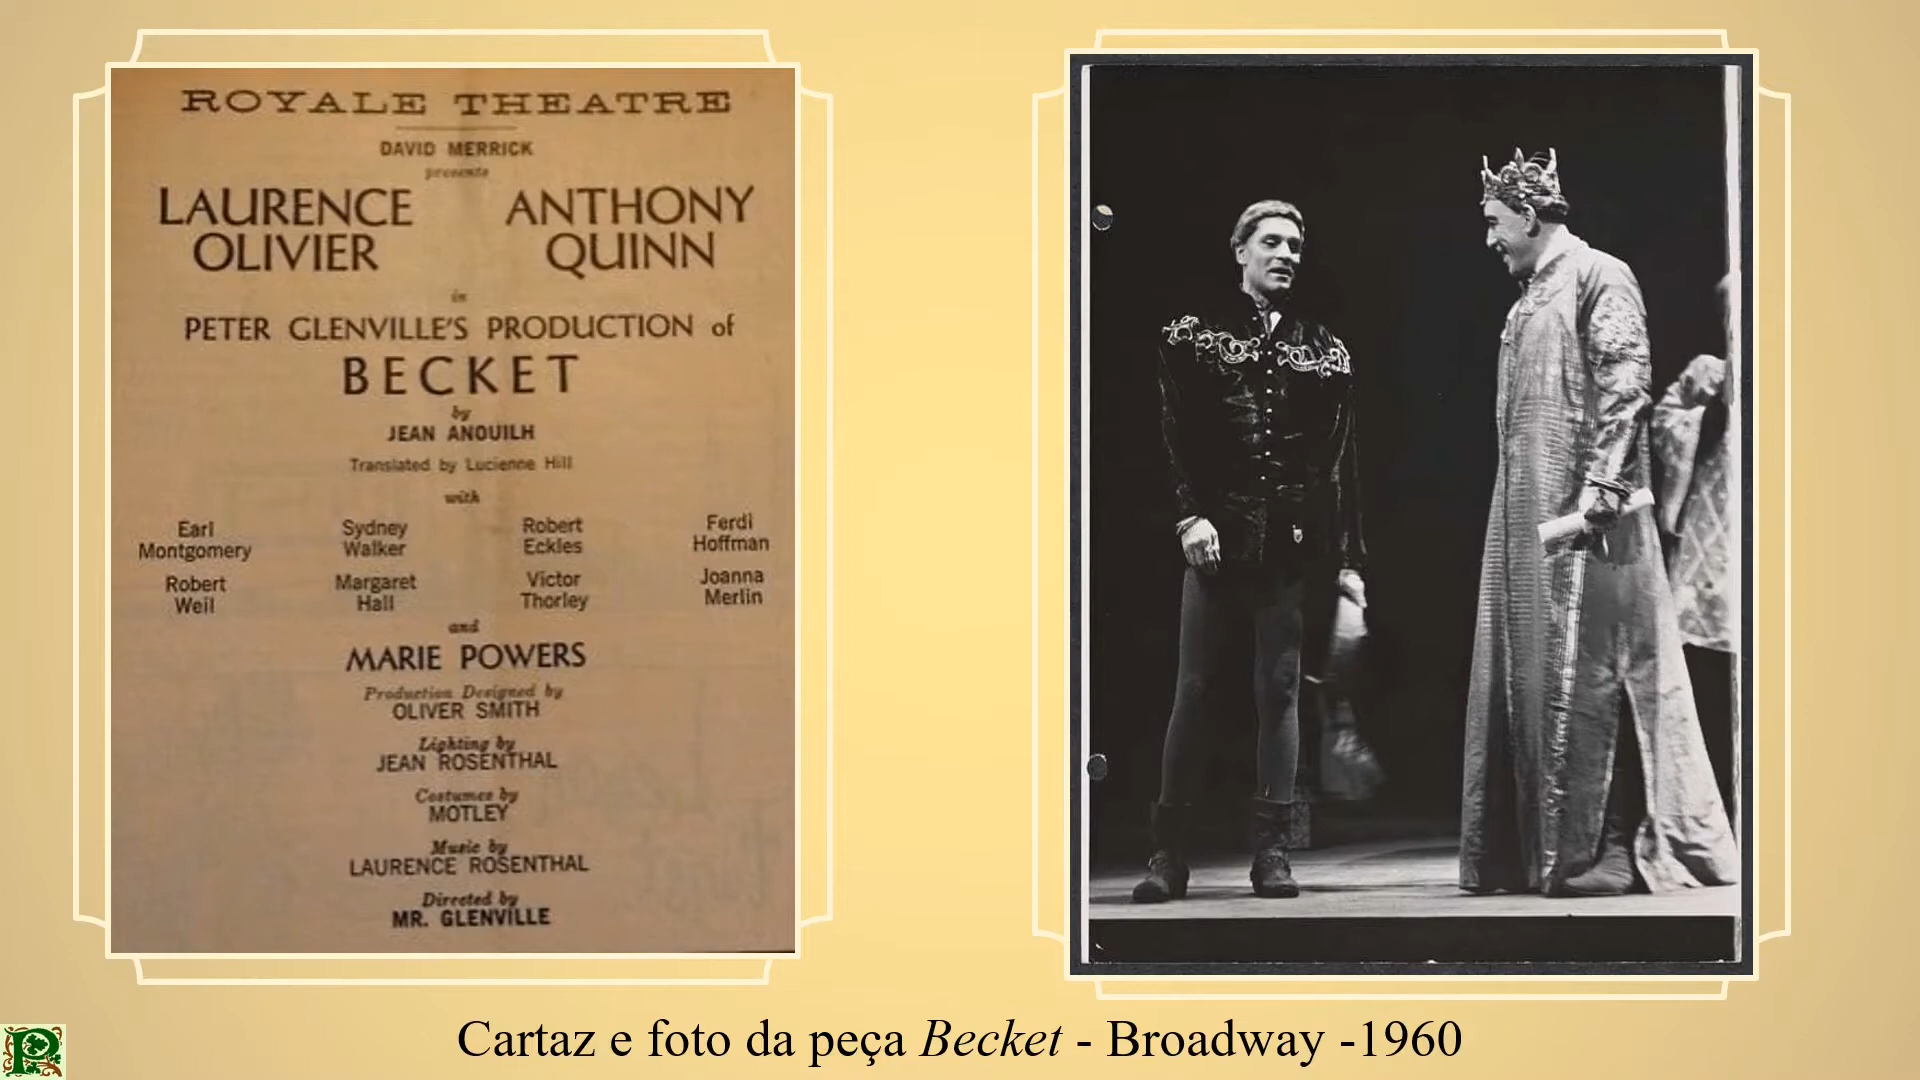 ROYALE THEATRE
DAVID MERRICK
presents
LAURENCE OLIVIER
ANTHONY QUINN
in
PETER GLENVILLE'S PRODUCTION of
BECKET
by
JEAN ANOUILH
Translated by Lucienne Hill
with
Earl Montgomery
Sydney Walker
Robert Eckles
Ferdi Hoffman
Robert Weil
Margaret Hall
Victor Thorley
Joanna Merlin
and
MARIE POWERS
Production Designed by
OLIVER SMITH
Lighting by
JEAN ROSENTHAL
Costumes by
MOTLEY
Music by
LAURENCE ROSENTHAL
Directed by
MR. GLENVILLE
Cartaz e foto da peça Becket - Broadway -1960
P